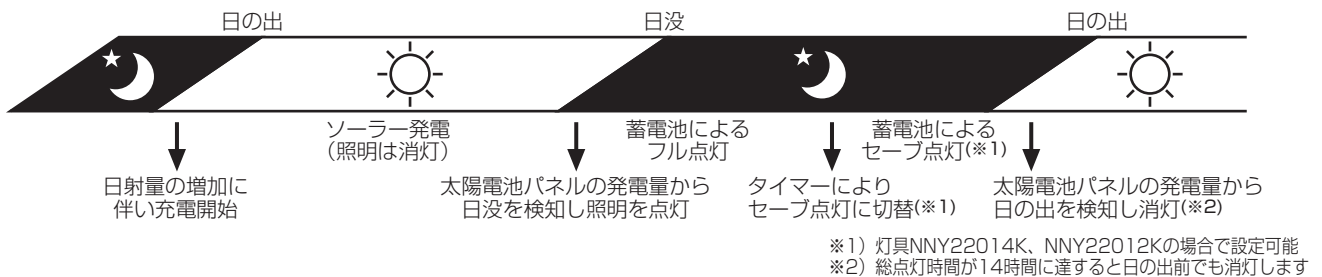 日の出
日没
日の出
ソーラー発電
（照明は消灯）
蓄電池による
フル点灯
蓄電池による
セーブ点灯(※1)
日射量の増加に
伴い充電開始
太陽電池パネルの発電量から
日没を検知し照明を点灯
タイマーにより
セーブ点灯に切替(※1)
太陽電池パネルの発電量から
日の出を検知し消灯(※2)
※1）灯具NNY22014K、NNY22012Kの場合で設定可能
※2）総点灯時間が14時間に達すると日の出前でも消灯します